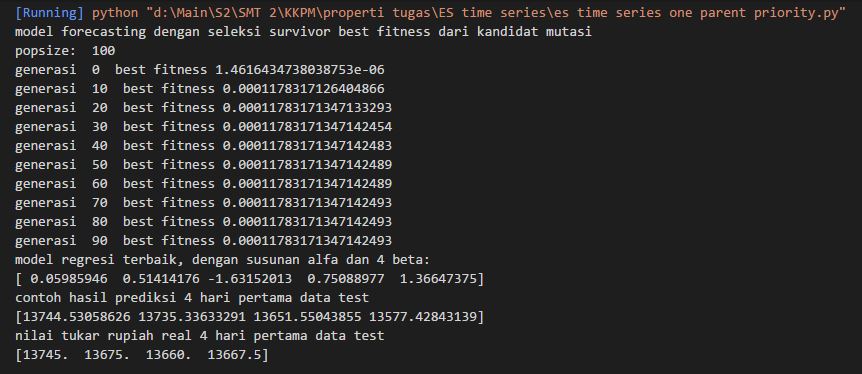 [Running] python "d:\Main\S2\SMT 2\KKPM\properti tugas\ES time series\es time series one parent priority.py"
model forecasting dengan seleksi survivor best fitness dari kandidat mutasi
popsize:  100
generasi  0  best fitness 1.4616434738038753e-06
generasi  10  best fitness 0.0001178317126404866
generasi  20  best fitness 0.00011783171347133293
generasi  30  best fitness 0.00011783171347142454
generasi  40  best fitness 0.00011783171347142483
generasi  50  best fitness 0.00011783171347142489
generasi  60  best fitness 0.00011783171347142489
generasi  70  best fitness 0.00011783171347142493
generasi  80  best fitness 0.00011783171347142493
generasi  90  best fitness 0.00011783171347142493
model regresi terbaik, dengan susunan alfa dan 4 beta:
[ 0.05985946  0.51414176 -1.63152013  0.75088977  1.36647375]
contoh hasil prediksi 4 hari pertama data test
[13744.53058626 13735.33633291 13651.55043855 13577.42843139]
nilai tukar rupiah real 4 hari pertama data test
[13745.  13675.  13660.  13667.5]